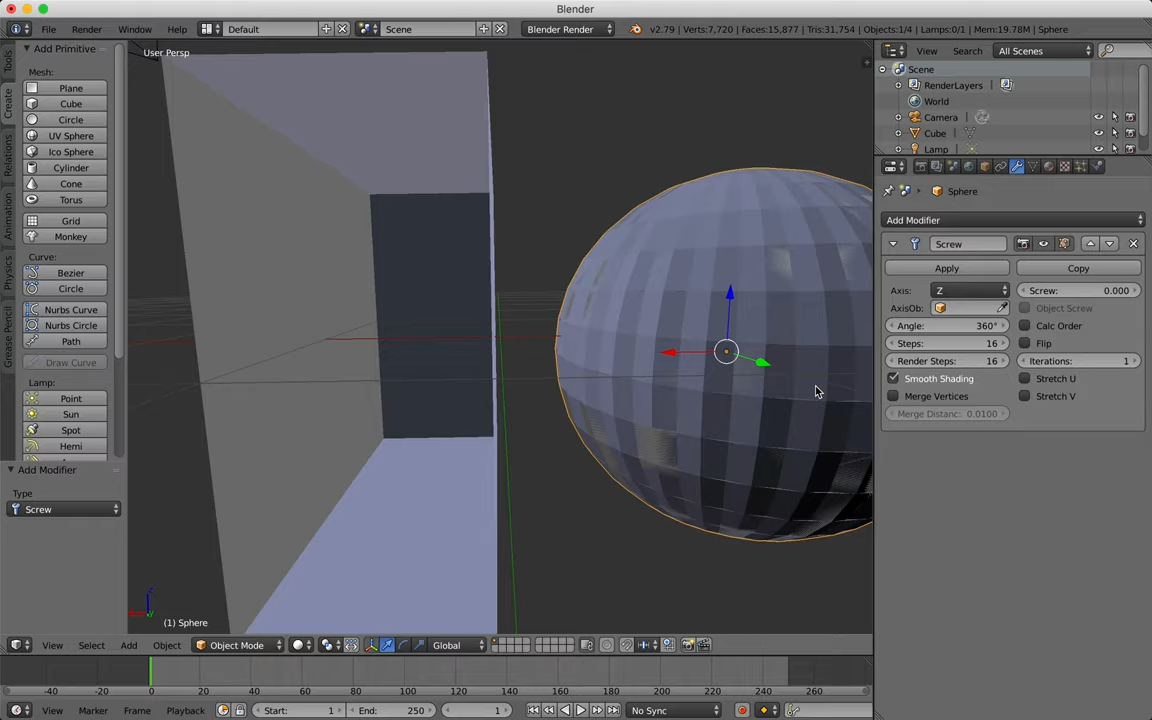 Blender
File Render Window Help Default Scene Blender Render v2.79 | Verts:7,720 | Faces:15,877 | Tris:31,754 | Objects:1/4 | Lamps:0/1 | Mem:19.78M | Sphere
Tools
Create
Relations
Animation
Physics
Grease Pencil
Add Primitive
Mesh:
Plane
Cube
Circle
UV Sphere
Ico Sphere
Cylinder
Cone
Torus
Grid
Monkey
Curve:
Bezier
Circle
Nurbs Curve
Nurbs Circle
Path
Draw Curve
Lamp:
Point
Sun
Spot
Hemi
Add Modifier
Type
Screw
User Persp
(1) Sphere
View Select Add Object Object Mode Global
-40 -20 0 20 40 60 80 100 120 140 160 180 200 220 240 260
View Marker Frame Playback Start: 1 End: 250 1 No Sync
View Search All Scenes
Scene
RenderLayers
World
Camera
Cube
Lamp
Sphere
Add Modifier
Screw
Apply Copy
Axis: Z Screw: 0.000
AxisOb: Object Screw
Angle: 360° Calc Order
Steps: 16 Flip
Render Steps: 16 Iterations: 1
Smooth Shading Stretch U
Merge Vertices Stretch V
Merge Distanc: 0.0100